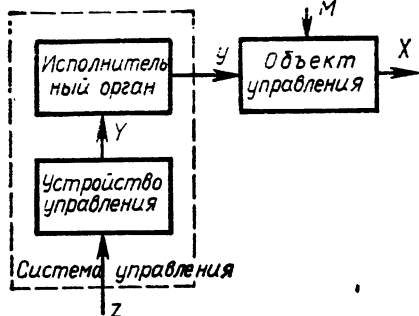 M
Исполнитель
ный орган
у
Объект
управления
X
Y
Устройство
управления
Система управления
Z